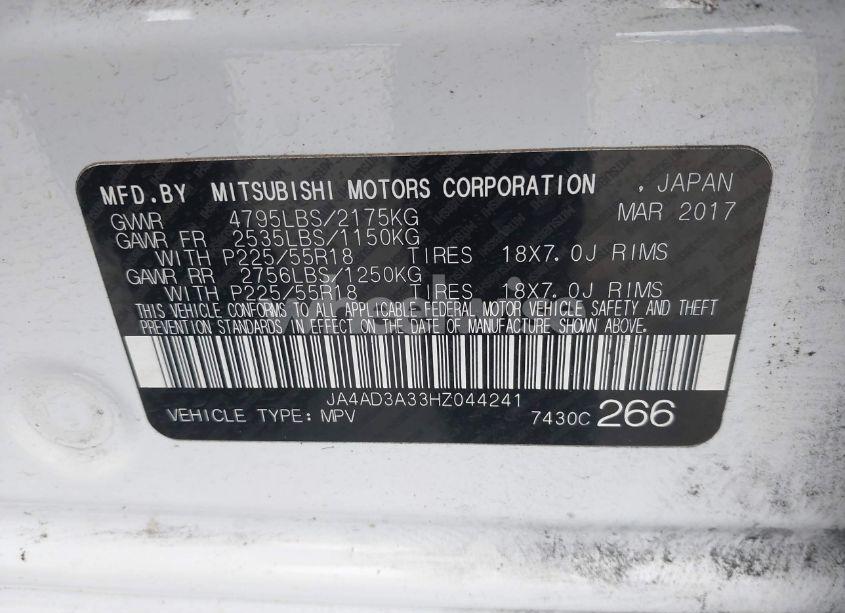 MFD.BY MITSUBISHI MOTORS CORPORATION , JAPAN
GVWR 4795LBS/2175KG MAR 2017
GAWR FR 2535LBS/1150KG
WITH P225/55R18 TIRES 18X7.0J RIMS
GAWR RR 2756LBS/1250KG
WITH P225/55R18 TIRES 18X7.0J RIMS
THIS VEHICLE CONFORMS TO ALL APPLICABLE FEDERAL MOTOR VEHICLE SAFETY AND THEFT
PREVENTION STANDARDS IN EFFECT ON THE DATE OF MANUFACTURE SHOWN ABOVE.
JA4AD3A33HZ044241
VEHICLE TYPE: MPV 7430C 266